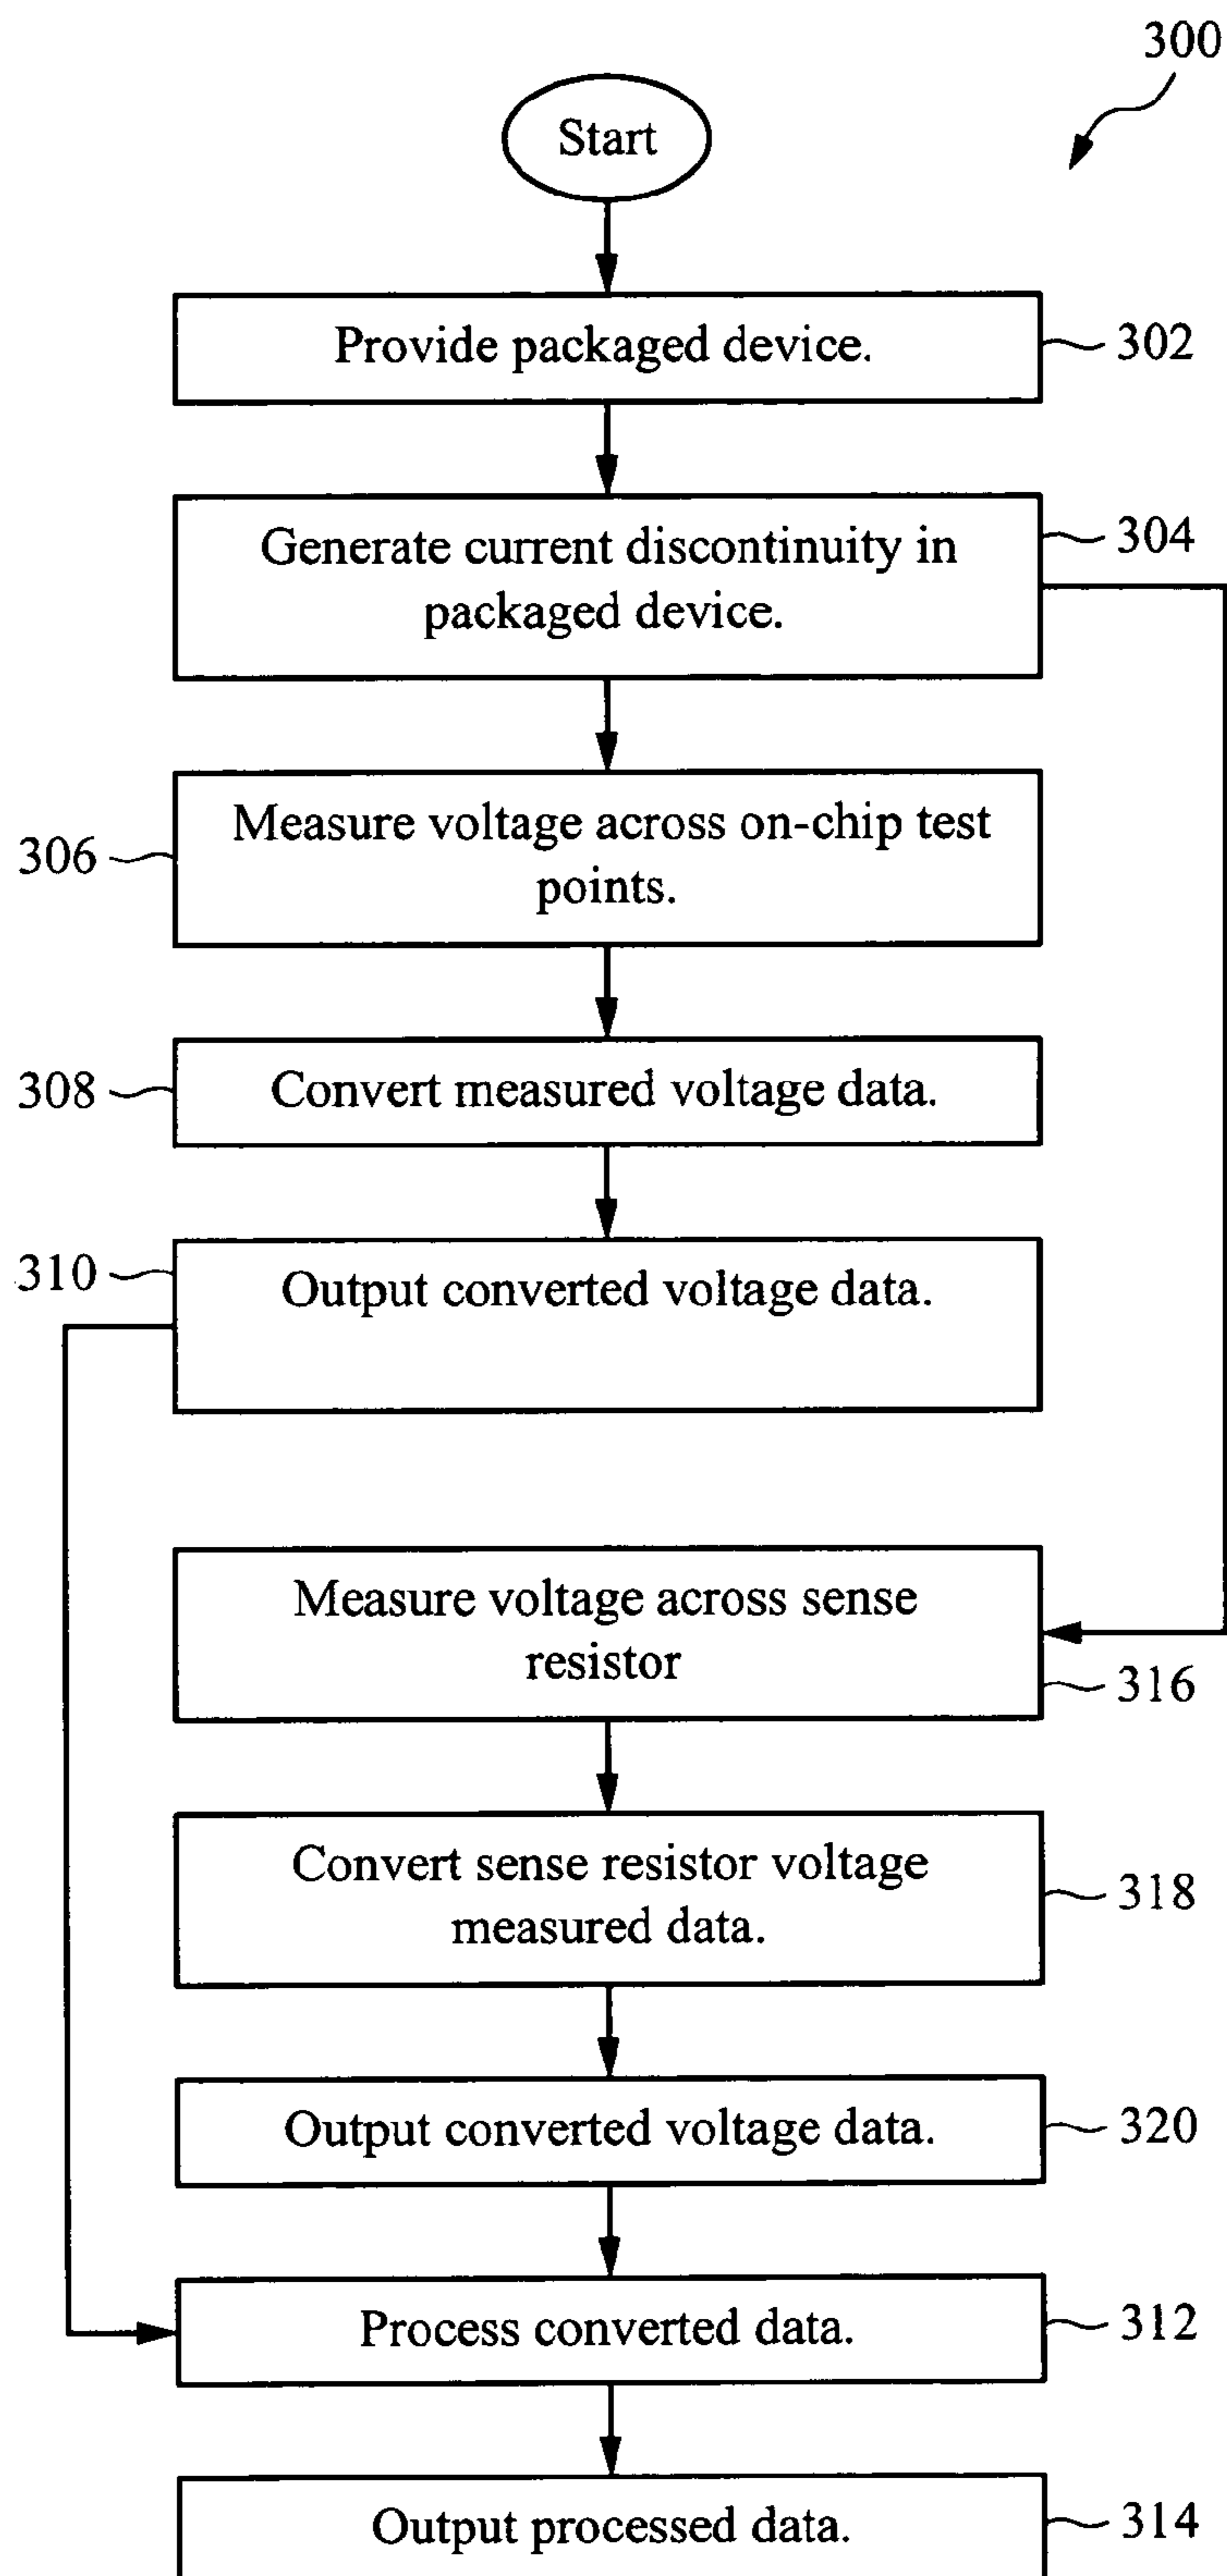 300
Start
Provide packaged device.
302
Generate current discontinuity in
packaged device.
304
Measure voltage across on-chip test
points.
306
Convert measured voltage data.
308
Output converted voltage data.
310
Measure voltage across sense
resistor
316
Convert sense resistor voltage
measured data.
318
Output converted voltage data.
320
Process converted data.
312
Output processed data.
314